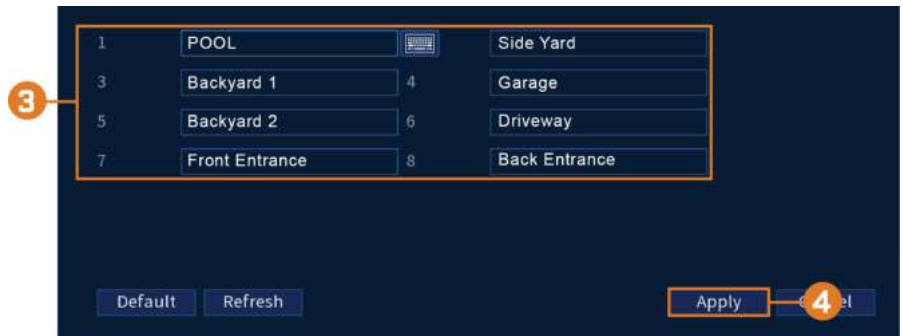 1 POOL Side Yard
3 Backyard 1 4 Garage
3
5 Backyard 2 6 Driveway
7 Front Entrance 8 Back Entrance
Default Refresh Apply 4 el